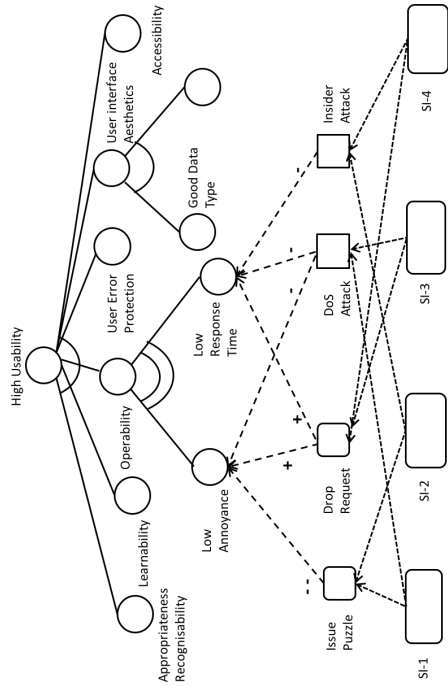 High Usability
Appropriateness
Recognisability
Learnability
Operability
User Error
Protection
User interface
Aesthetics
Accessibility
Low
Annoyance
Low
Response
Time
Good Data
Type
--
+
+
-
-
-
Issue
Puzzle
Drop
Request
DoS
Attack
Insider
Attack
SI-1
SI-2
SI-3
SI-4